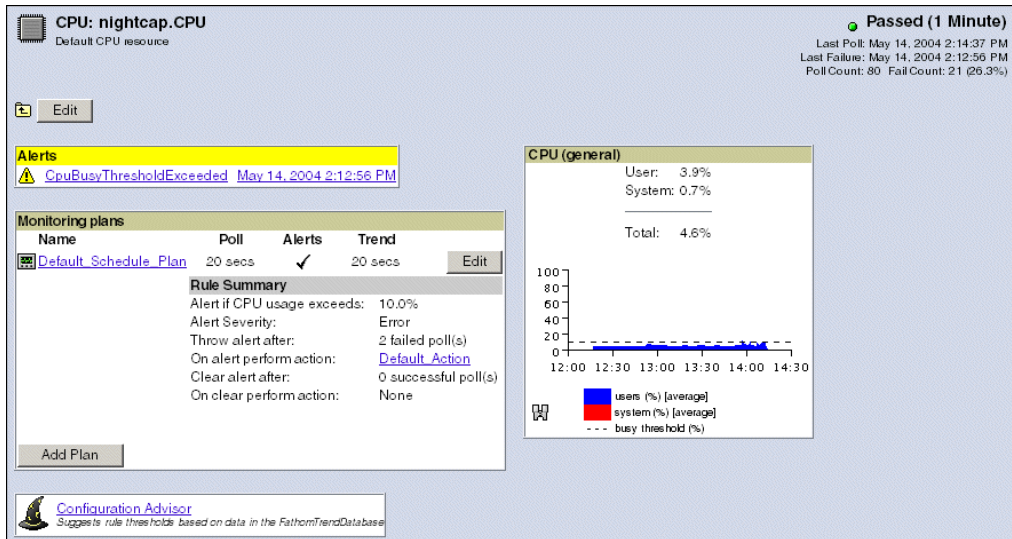 CPU: nightcap.CPU
Default CPU resource
Passed (1 Minute)
Last Poll: May 14, 2004 2:14:37 PM
Last Failure: May 14, 2004 2:12:56 PM
Poll Count: 80 Fail Count: 21 (26.3%)
Edit
Alerts
CpuBusyThresholdExceeded May 14, 2004 2:12:56 PM
Monitoring plans
Name Poll Alerts Trend
Default_Schedule_Plan 20 secs 20 secs Edit
Rule Summary
Alert if CPU usage exceeds: 10.0%
Alert Severity: Error
Throw alert after: 2 failed poll(s)
On alert perform action: Default_Action
Clear alert after: 0 successful poll(s)
On clear perform action: None
Add Plan
CPU (general)
User: 3.9%
System: 0.7%
Total: 4.6%
100
80
60
40
20
0
12:00 12:30 13:00 13:30 14:00 14:30
users (%) [average]
system (%) [average]
busy threshold (%)
Configuration Advisor
Suggests rule thresholds based on data in the FathomTrendDatabase